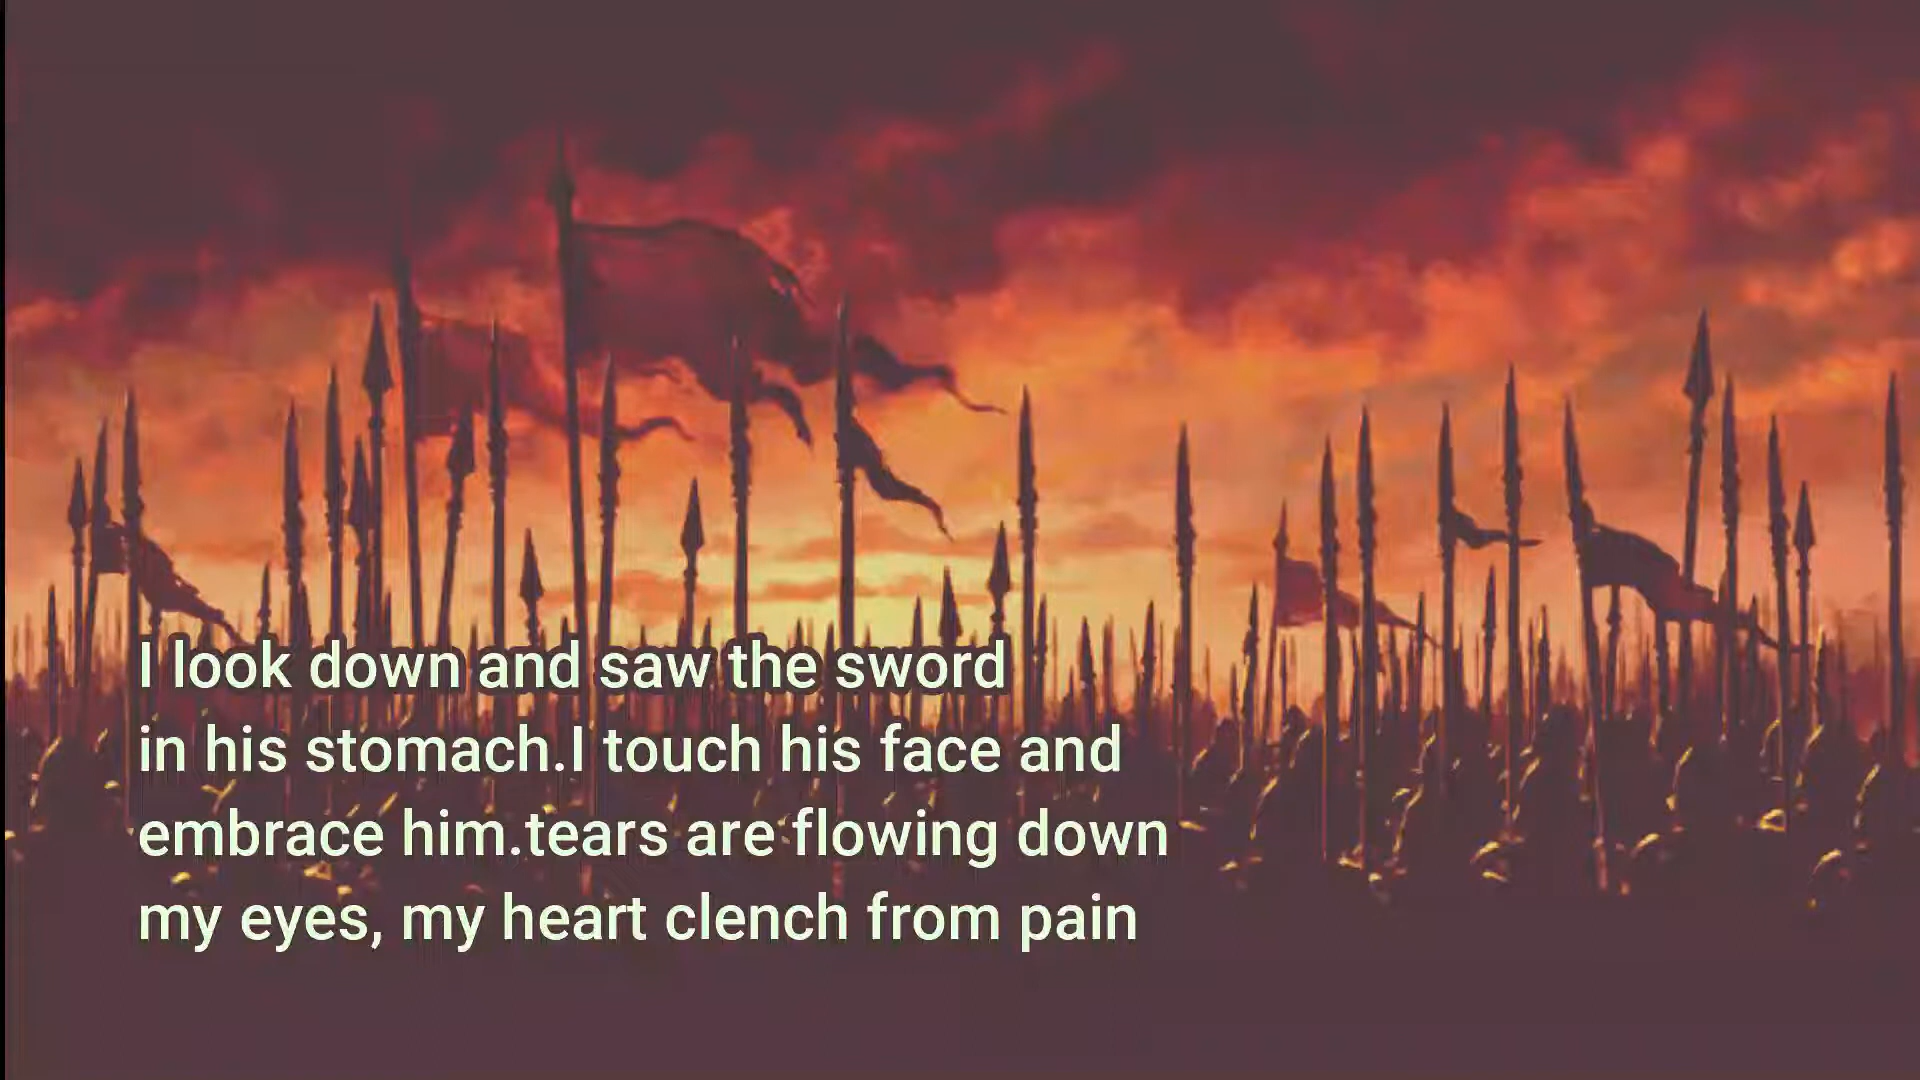 I look down and saw the sword
in his stomach.I touch his face and
embrace him.tears are flowing down
my eyes, my heart clench from pain